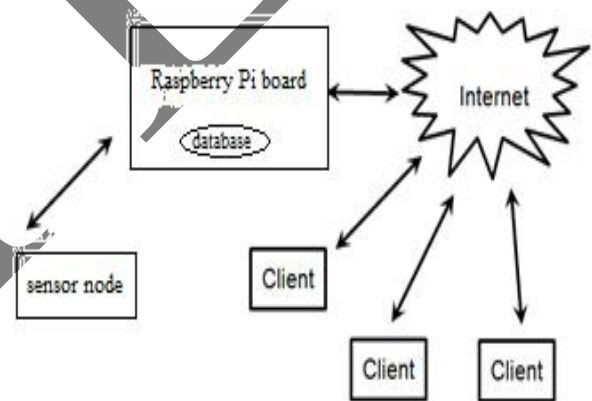 Raspberry Pi board
database
Internet
sensor node
Client
Client
Client